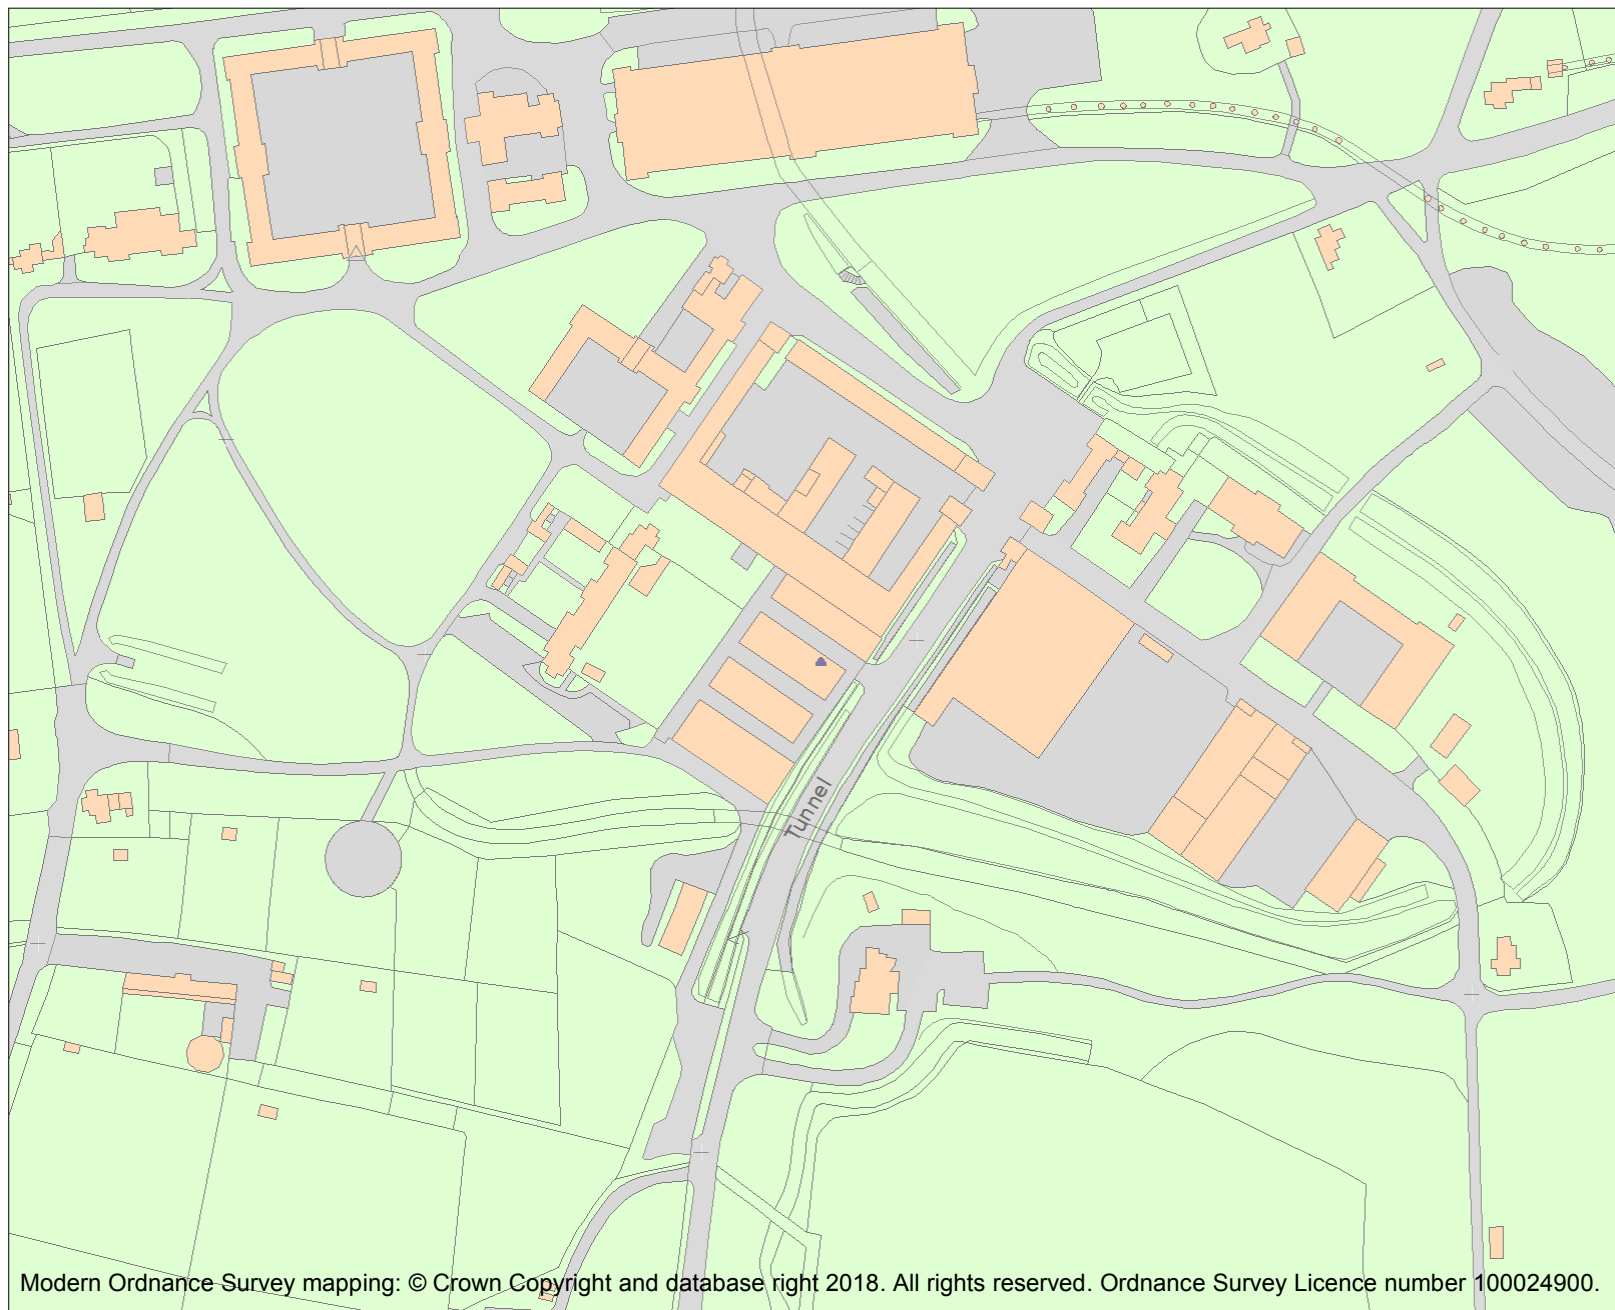 Tunnel
Modern Ordnance Survey mapping: © Crown Copyright and database right 2018. All rights reserved. Ordnance Survey Licence number 100024900.